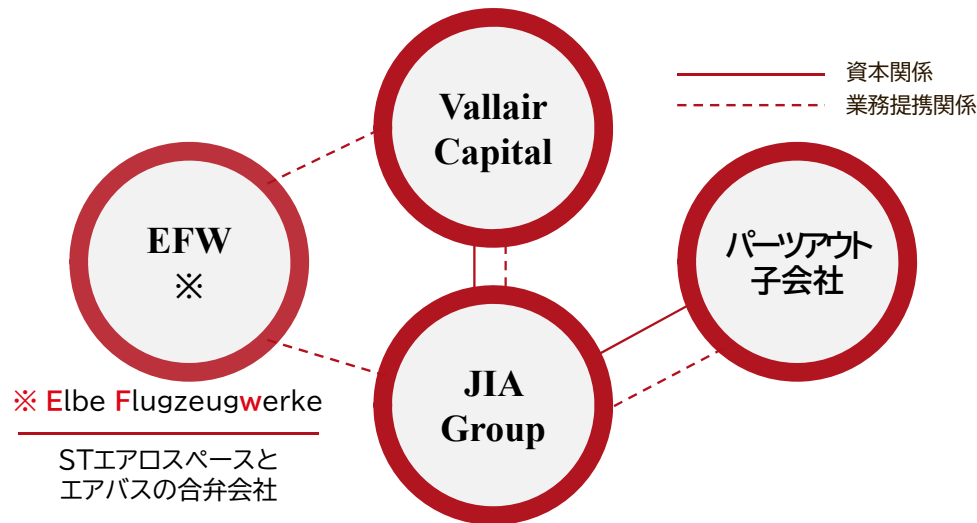 Vallair
Capital
資本関係
業務提携関係
EFW
※
パーツアウト
子会社
JIA
Group
※ Elbe Flugzeugwerke
STエアロスペースと
エアバスの合弁会社